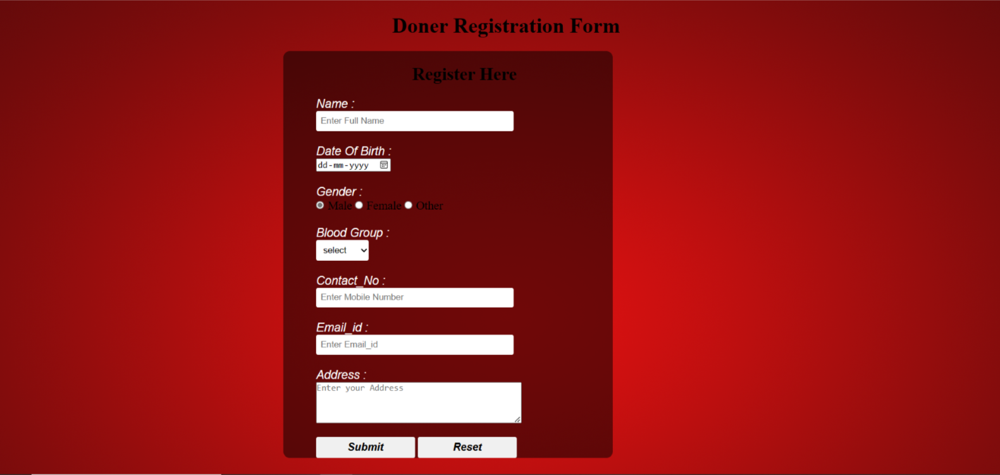 Doner Registration Form
Register Here
Name :
Enter Full Name
Date Of Birth :
dd-mm-yyyy
Gender :
Male Female Other
Blood Group :
select
Contact_No :
Enter Mobile Number
Email_id :
Enter Email_id
Address :
Enter your Address
Submit Reset